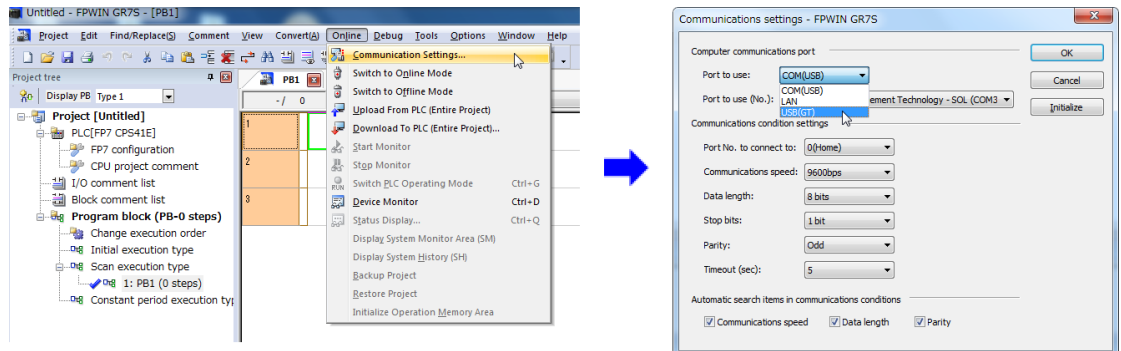 Untitled - FPWIN GR7S - [PB1]
Project Edit Find/Replace(S) Comment View Convert(A) Online Debug Tools Options Window Help
Project tree
Display PB Type 1
Project [Untitled]
PLC[FP7 CPS41E]
FP7 configuration
CPU project comment
I/O comment list
Block comment list
Program block (PB-0 steps)
Change execution order
Initial execution type
Scan execution type
1: PB1 (0 steps)
Constant period execution typ
PB1
-/ 0
1
2
3
Communication Settings...
Switch to Online Mode
Switch to Offline Mode
Upload From PLC (Entire Project)
Download To PLC (Entire Project)...
Start Monitor
Stop Monitor
RUN Switch PLC Operating Mode Ctrl+G
Device Monitor Ctrl+D
Status Display... Ctrl+Q
Display System Monitor Area (SM)
Display System History (SH)
Backup Project
Restore Project
Initialize Operation Memory Area
Communications settings - FPWIN GR7S
Computer communications port
OK
Port to use: COM(USB)
Cancel
COM(USB)
LAN
USB(GT)
Port to use (No.): ement Technology - SOL (COM3
Initialize
Communications condition settings
Port No. to connect to: 0(Home)
Communications speed: 9600bps
Data length: 8 bits
Stop bits: 1 bit
Parity: Odd
Timeout (sec): 5
Automatic search items in communications conditions
Communications speed Data length Parity